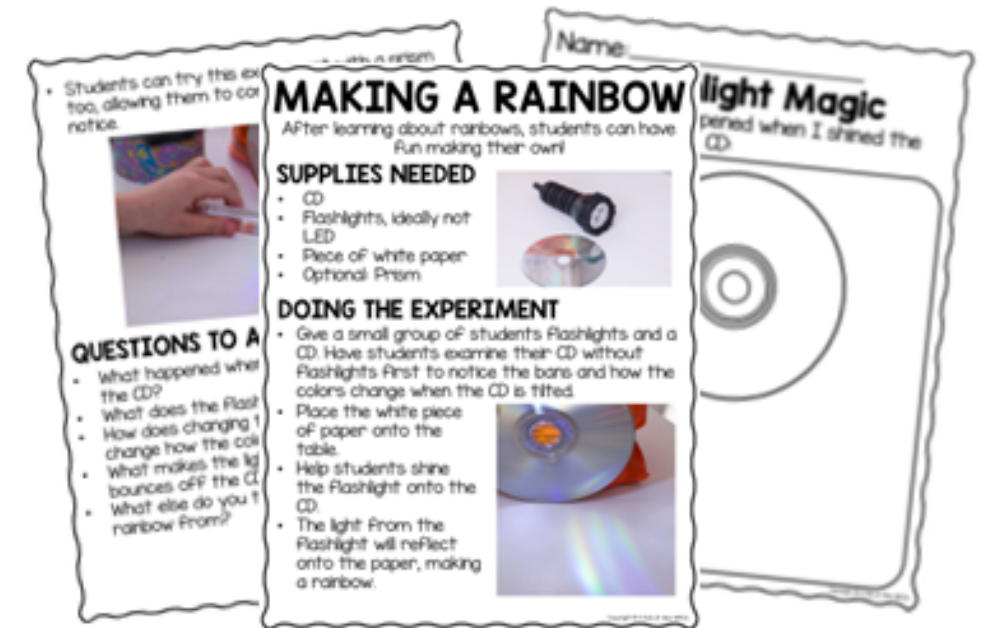 Students can try this
too, allowing them to
notice.
QUESTIONS TO
What happened
the CD?
What does the
How does changing
change how the
What makes the
bounces off the
What else do you
rainbow from?
MAKING A RAINBOW
After learning about rainbows, students can have
fun making their own!
SUPPLIES NEEDED
• CD
• Flashlights, ideally not
LED
• Piece of white paper
• Optional: Prism
DOING THE EXPERIMENT
• Give a small group of students flashlights and a
CD. Have students examine their CD without
flashlights first to notice the bans and how the
colors change when the CD is tilted.
• Place the white piece
of paper onto the
table.
• Help students shine
the flashlight onto the
CD.
• The light from the
flashlight will reflect
onto the paper, making
a rainbow.
Name:
light Magic
when I shined the
CD.